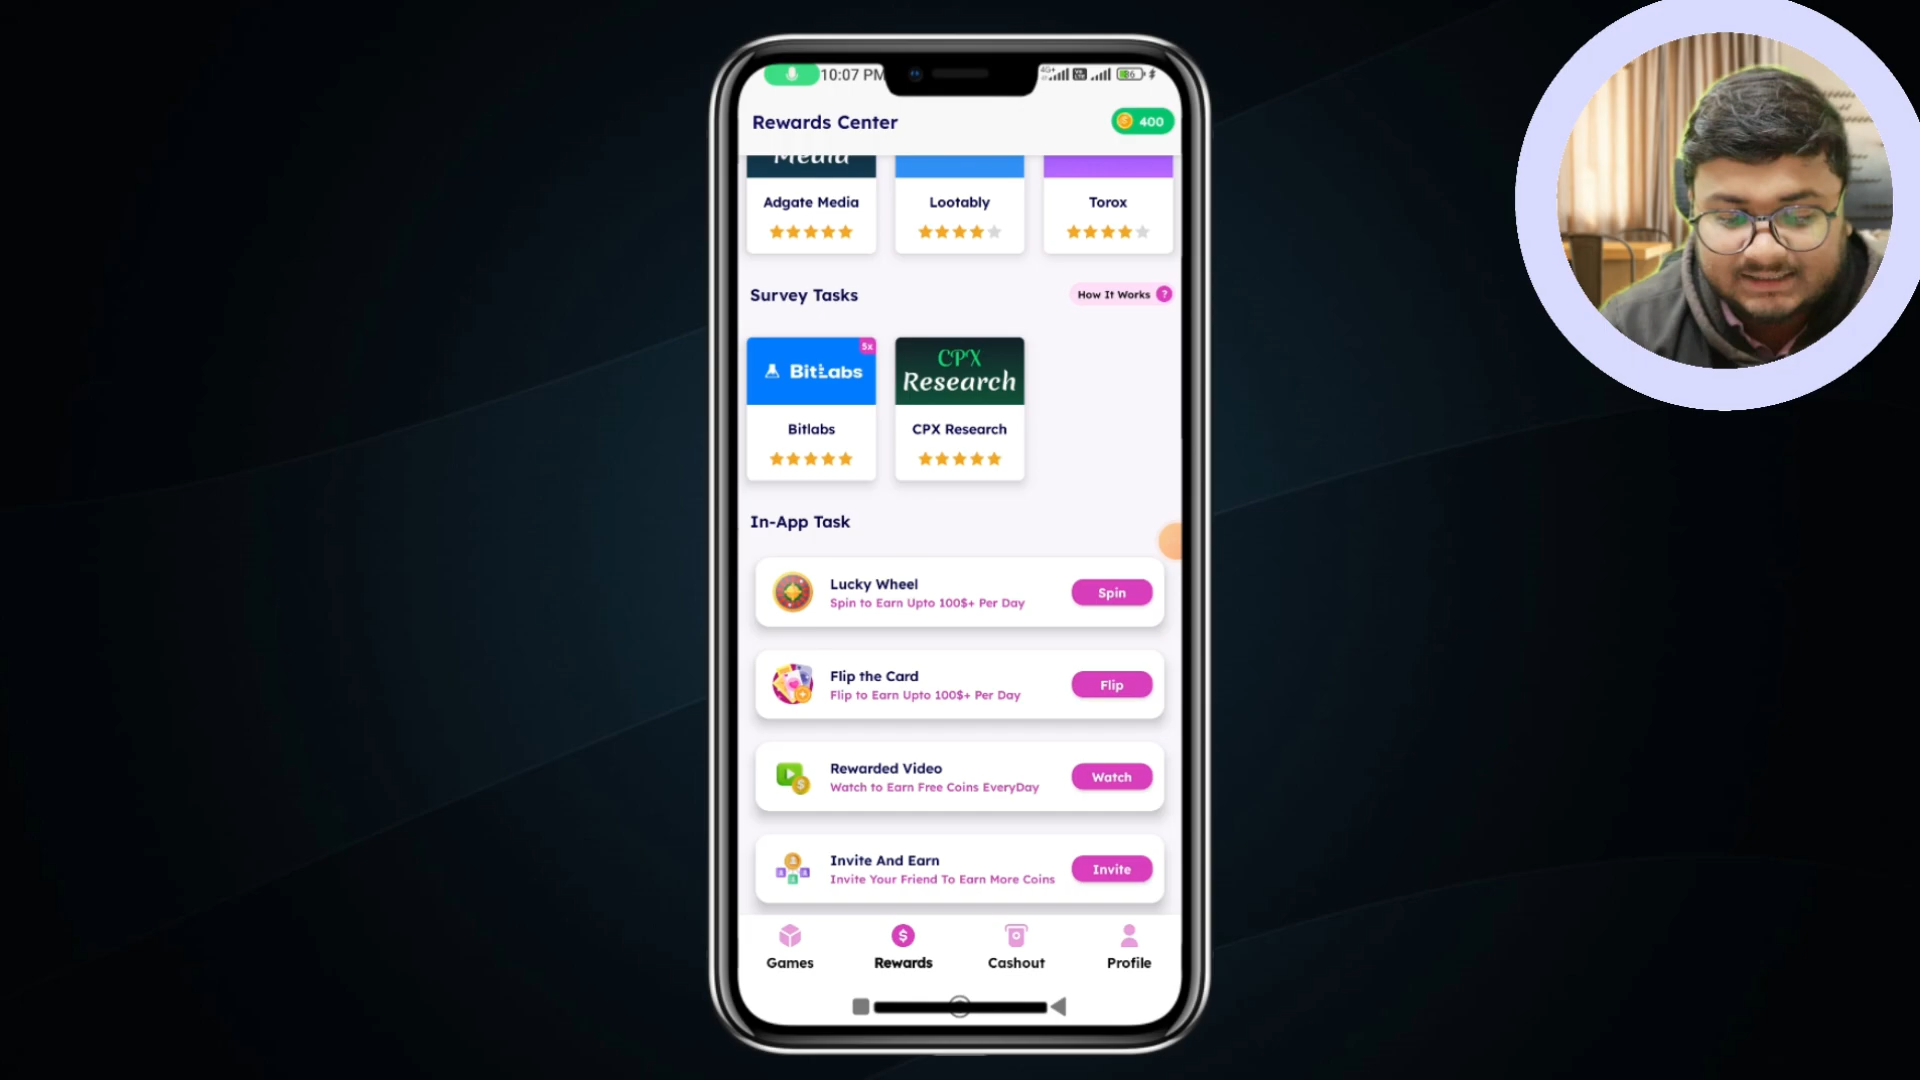 10:07 PM
4G+
86
Rewards Center
400
Media
Adgate Media
Lootably
Torox
Survey Tasks
How It Works ?
5x
BitLabs
CPX
Research
Bitlabs
CPX Research
In-App Task
Lucky Wheel
Spin to Earn Upto 100$+ Per Day
Spin
Flip the Card
Flip to Earn Upto 100$+ Per Day
Flip
Rewarded Video
Watch to Earn Free Coins EveryDay
Watch
Invite And Earn
Invite Your Friend To Earn More Coins
Invite
Games
Rewards
Cashout
Profile